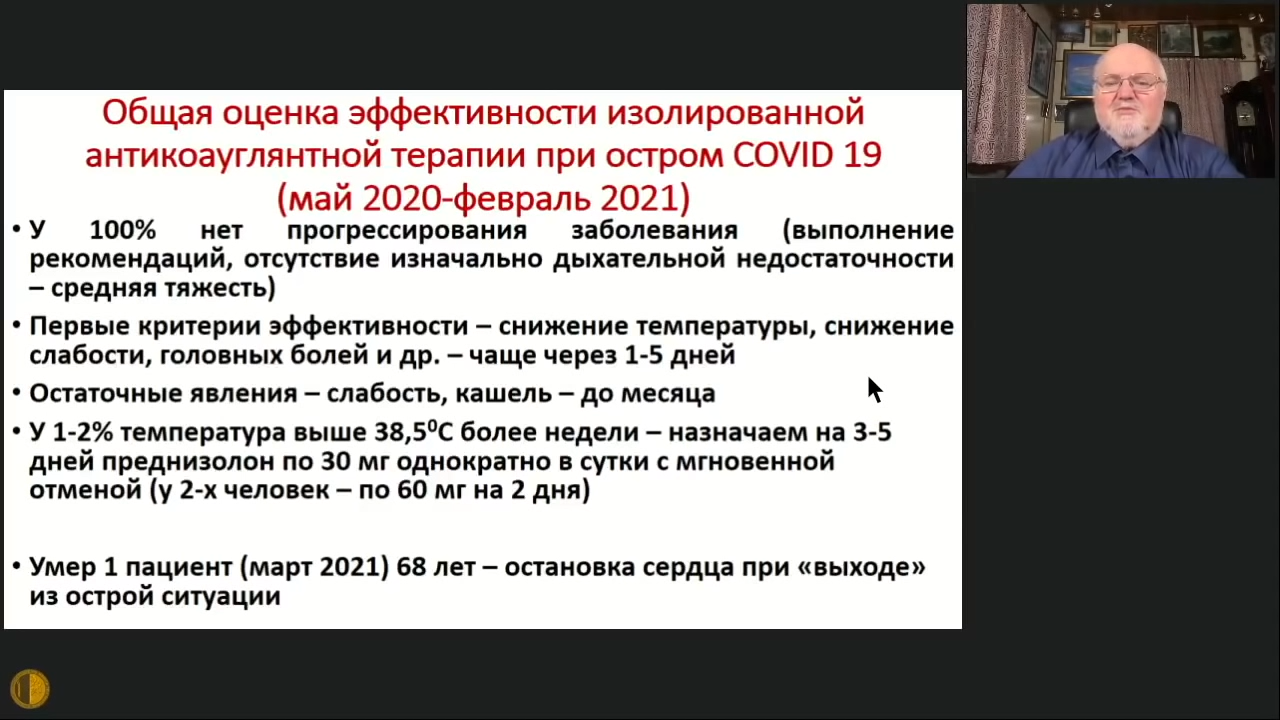 Общая оценка эффективности изолированной
антикоауглянтной терапии при остром COVID 19
(май 2020-февраль 2021)
• У 100% нет прогрессирования заболевания (выполнение
рекомендаций, отсутствие изначально дыхательной недостаточности
– средняя тяжесть)
• Первые критерии эффективности – снижение температуры, снижение
слабости, головных болей и др. – чаще через 1-5 дней
• Остаточные явления – слабость, кашель – до месяца
• У 1-2% температура выше 38,5⁰С более недели – назначаем на 3-5
дней преднизолон по 30 мг однократно в сутки с мгновенной
отменой (у 2-х человек – по 60 мг на 2 дня)
• Умер 1 пациент (март 2021) 68 лет – остановка сердца при «выходе»
из острой ситуации